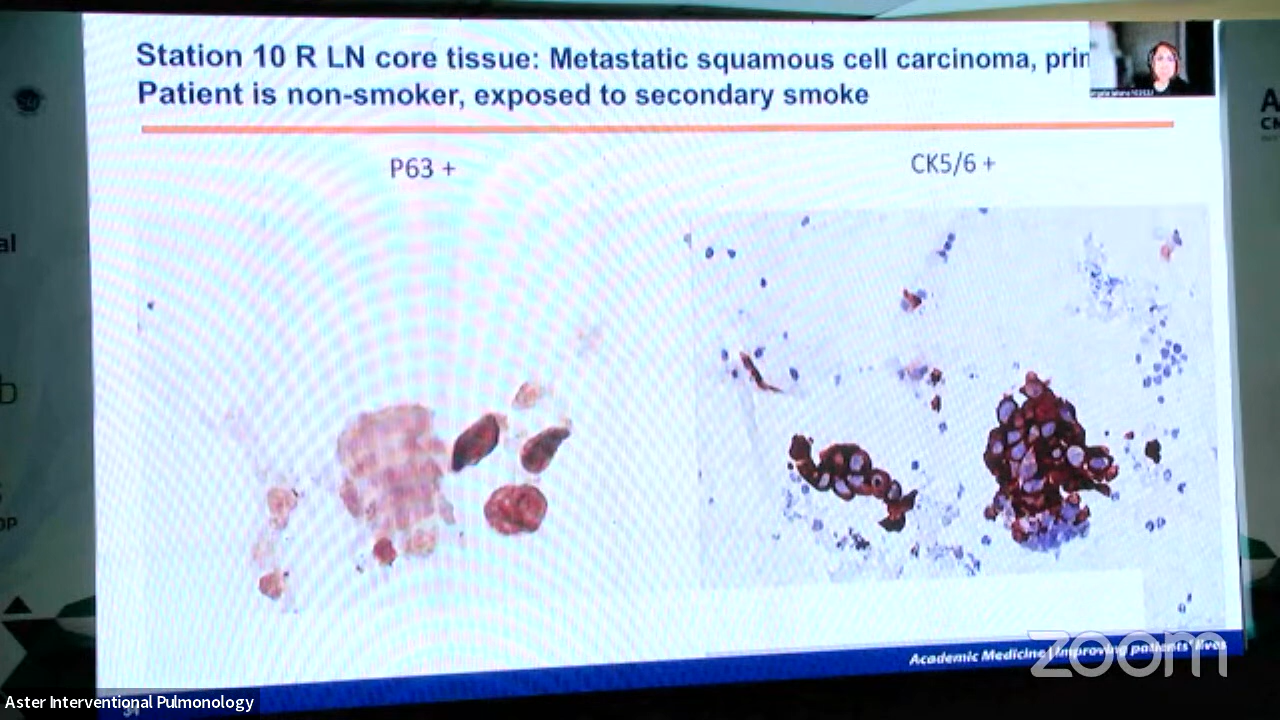 Station 10 R LN core tissue: Metastatic squamous cell carcinoma,
Patient is non-smoker, exposed to secondary smoke
P63 +
CK5/6 +
al
Academic Medicine | Improving patients' lives
zoom
Aster Interventional Pulmonology